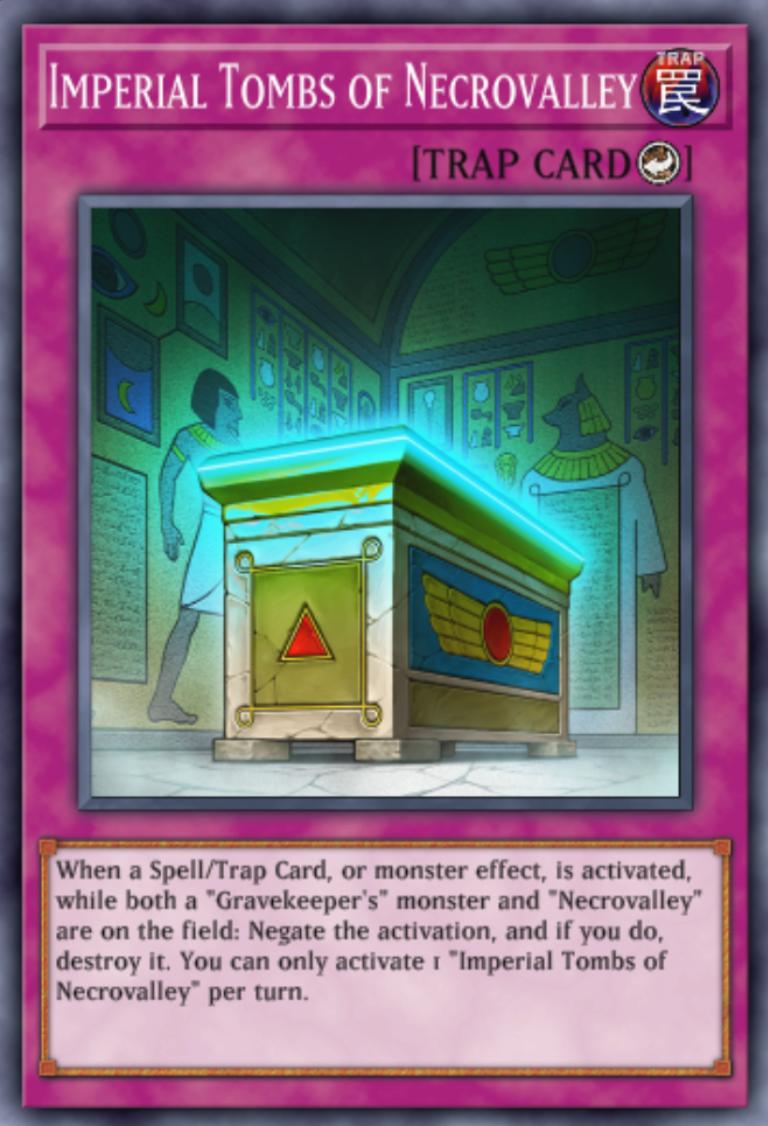 IMPERIAL TOMBS OF NECROVALLEY
TRAP
罠
[TRAP CARD]
When a Spell/Trap Card, or monster effect, is activated,
while both a "Gravekeeper's" monster and "Necrovalley"
are on the field: Negate the activation, and if you do,
destroy it. You can only activate 1 "Imperial Tombs of
Necrovalley" per turn.